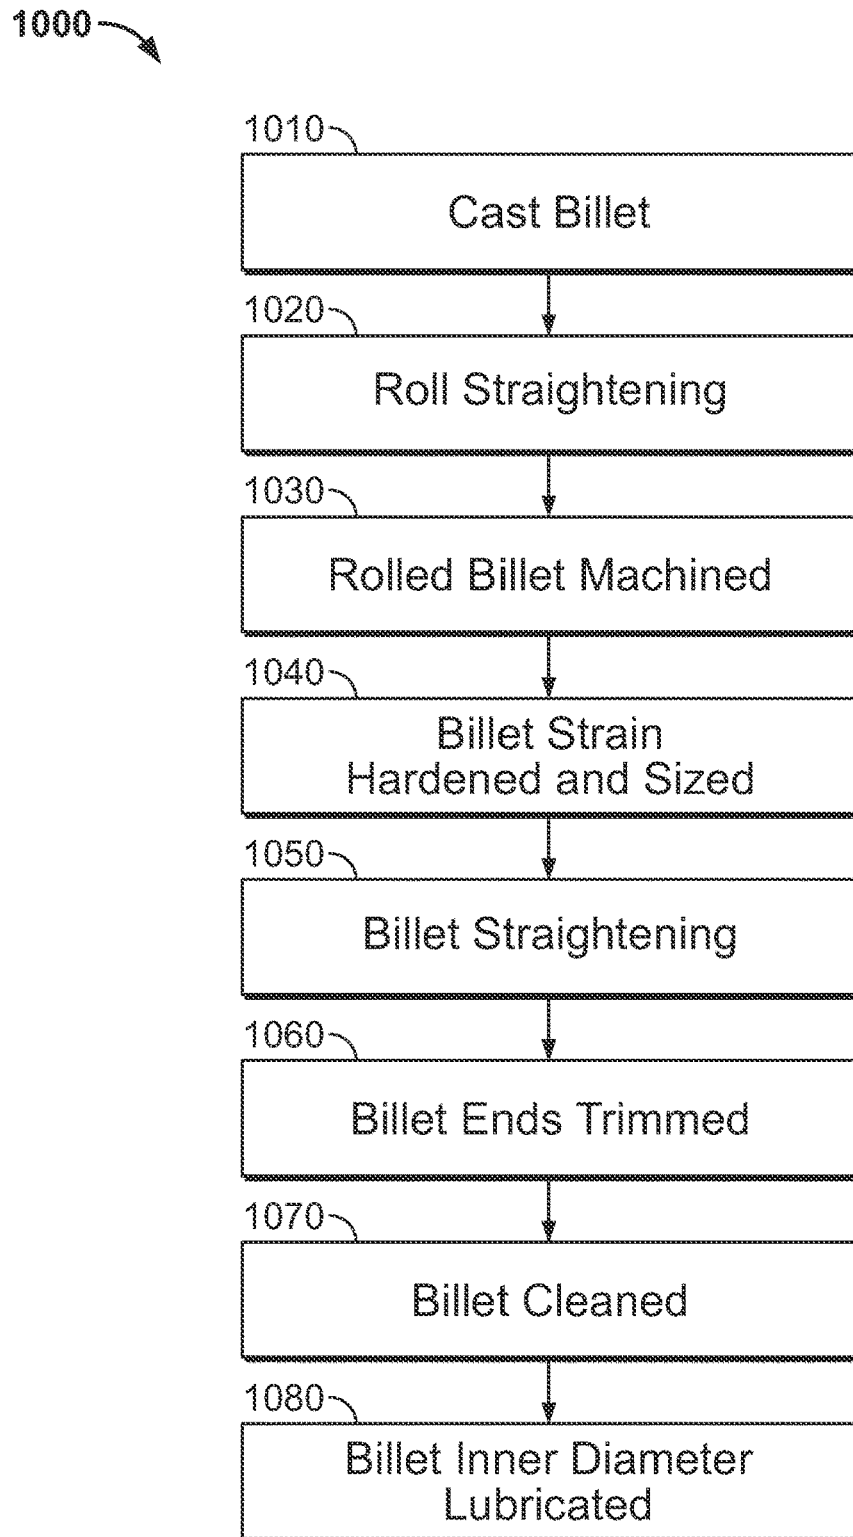 1000
1010
Cast Billet
1020
Roll Straightening
1030
Rolled Billet Machined
1040
Billet Strain
Hardened and Sized
1050
Billet Straightening
1060
Billet Ends Trimmed
1070
Billet Cleaned
1080
Billet Inner Diameter
Lubricated